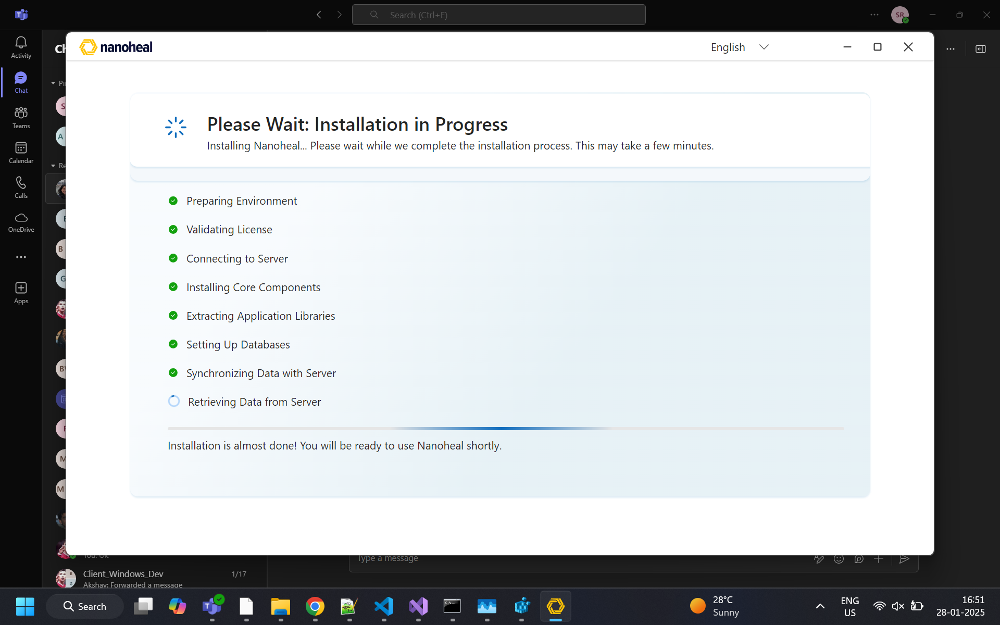 Search (Ctrl+E)
SR
Activity
Chat
Teams
Calendar
Calls
OneDrive
Apps
S
A
B
G
M
M
nanoheal
English
Please Wait: Installation in Progress
Installing Nanoheal... Please wait while we complete the installation process. This may take a few minutes.
Preparing Environment
Validating License
Connecting to Server
Installing Core Components
Extracting Application Libraries
Setting Up Databases
Synchronizing Data with Server
Retrieving Data from Server
Installation is almost done! You will be ready to use Nanoheal shortly.
You: Ok
Type a message
Client_Windows_Dev
1/17
Akshay: Forwarded a message
Search
28°C
Sunny
ENG
US
16:51
28-01-2025